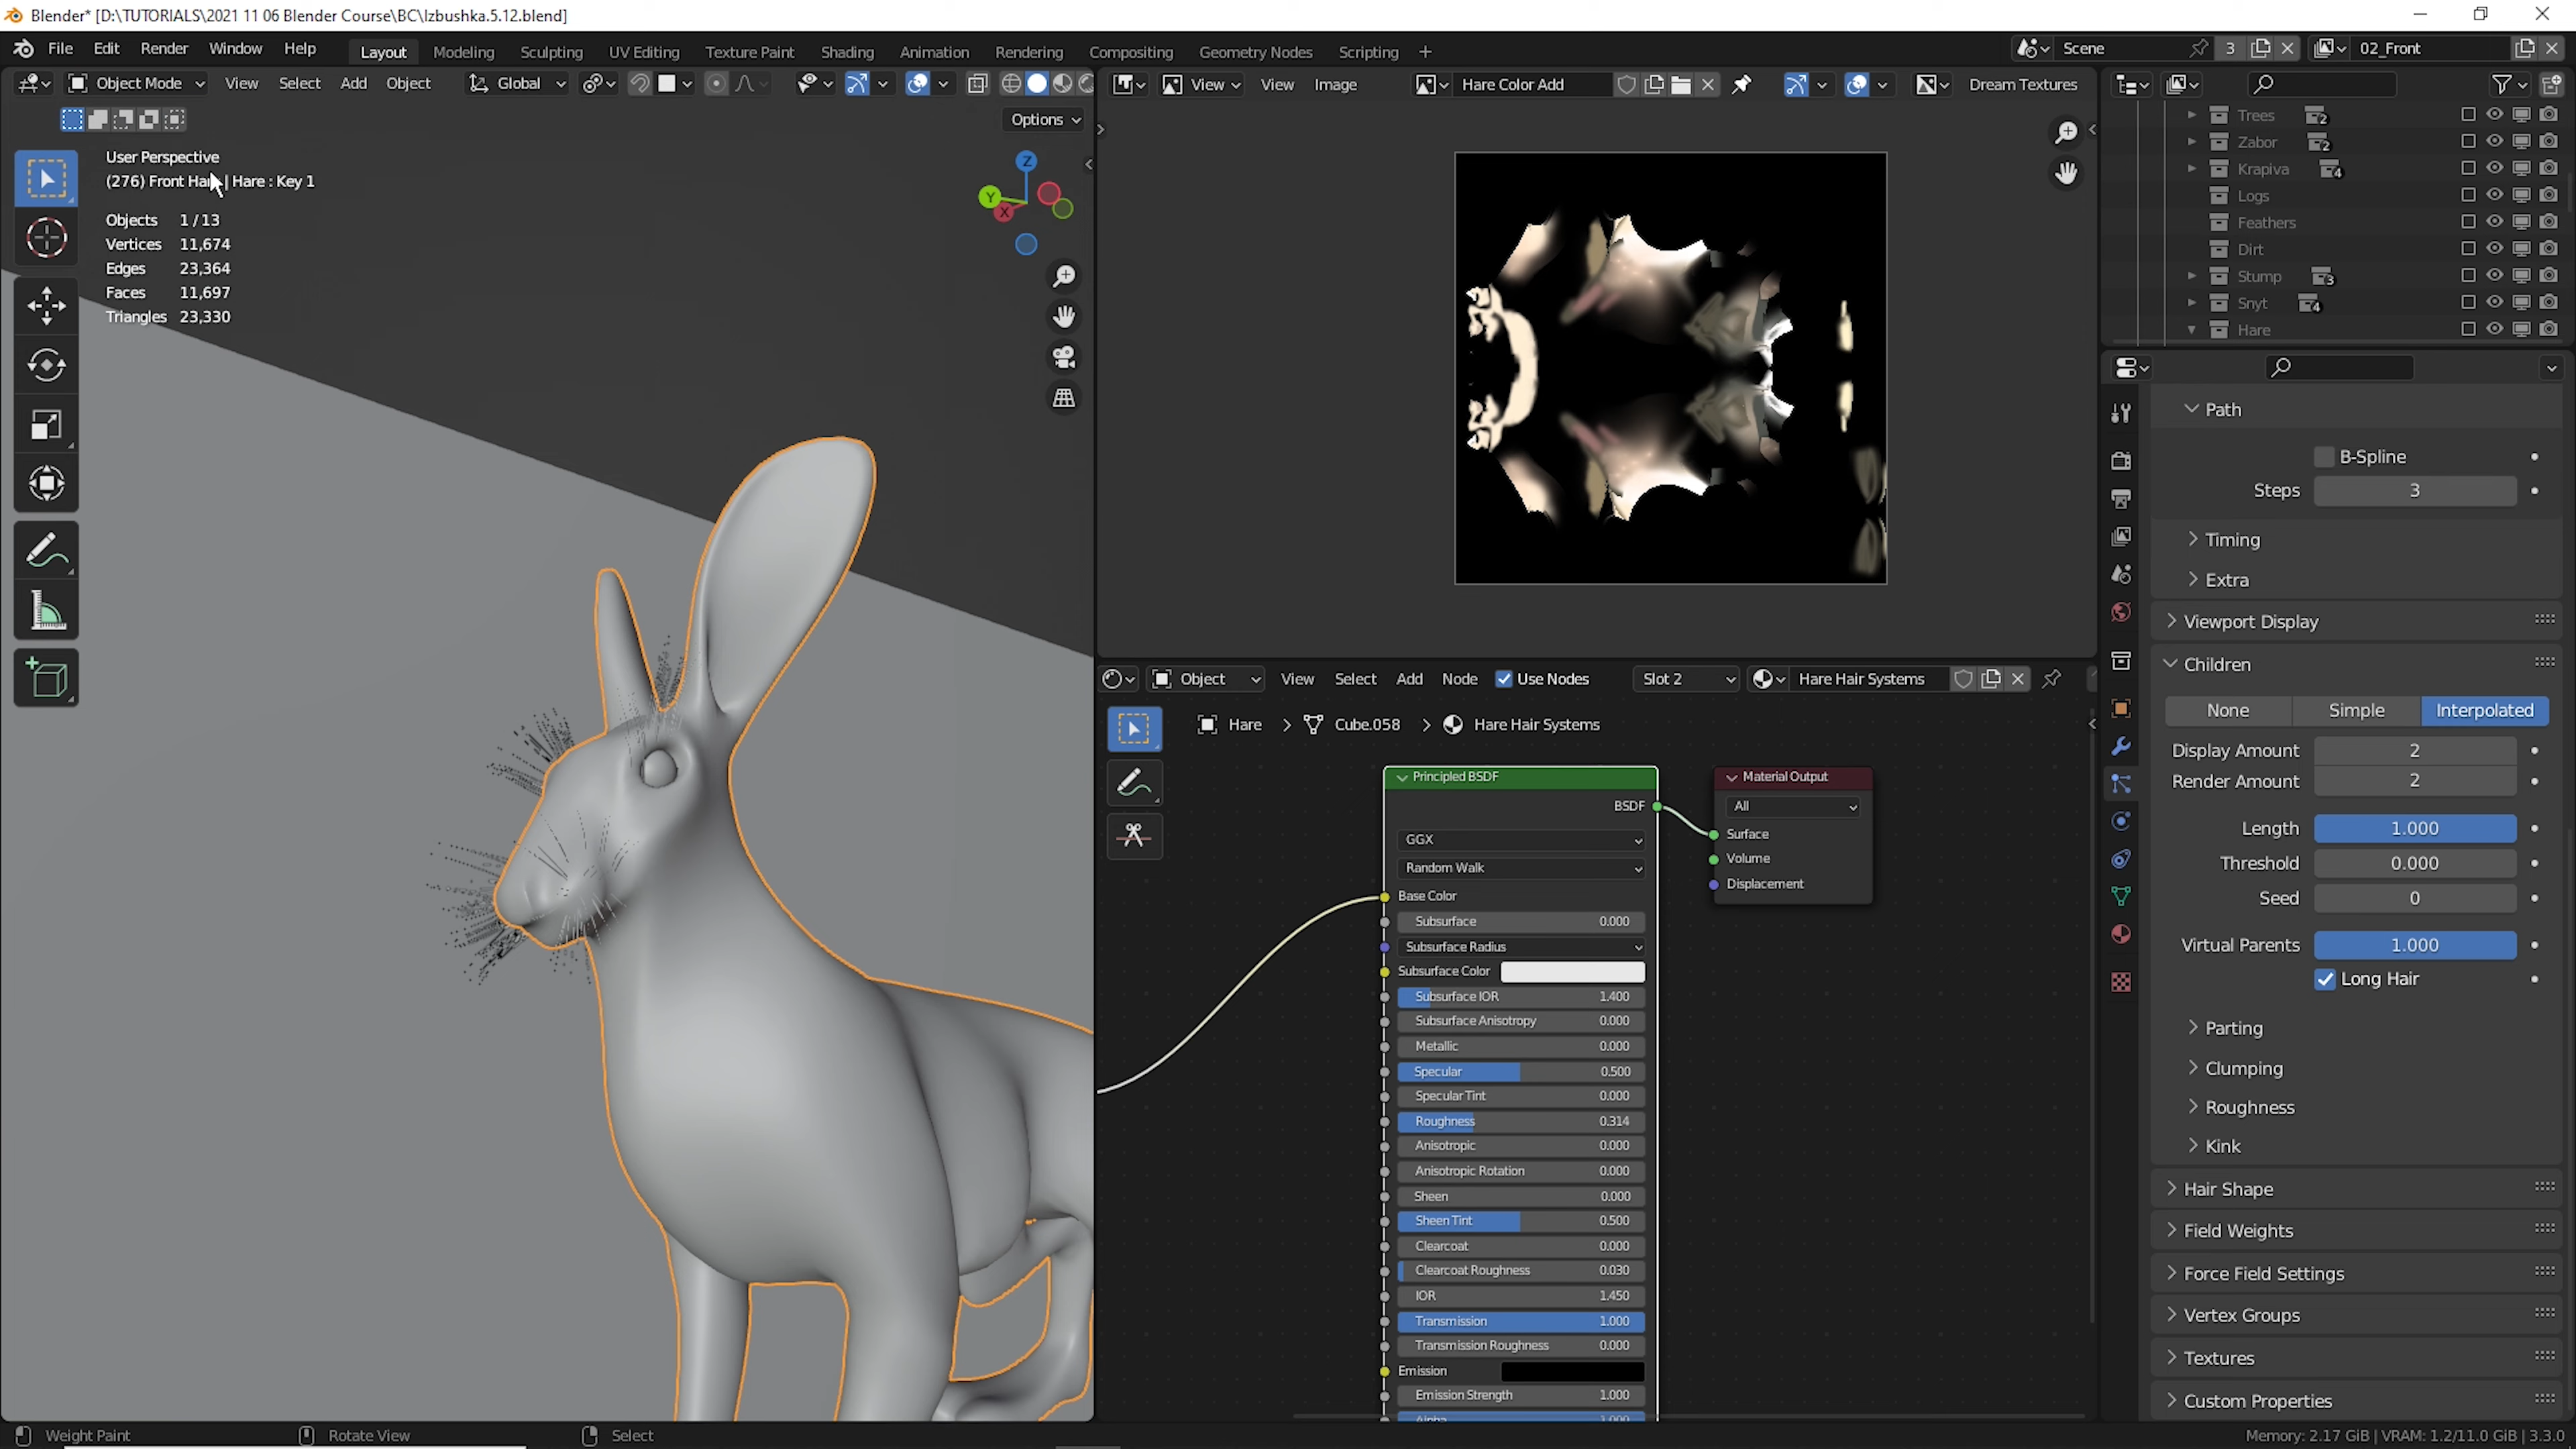 Blender* [D:\TUTORIALS\2021 11 06 Blender Course\BC\Izbushka.5.12.blend]
File Edit Render Window Help Layout Modeling Sculpting UV Editing Texture Paint Shading Animation Rendering Compositing Geometry Nodes Scripting +
Scene 3 02_Front
Object Mode View Select Add Object Global
View View Image Hare Color Add Dream Textures
Options
User Perspective
(276) Front Har | Hare : Key 1
Objects 1 / 13
Vertices 11,674
Edges 23,364
Faces 11,697
Triangles 23,330
Z
Y
X
Trees 2
Zabor 2
Krapiva 4
Logs
Feathers
Dirt
Stump 3
Snyt 4
Hare
Path
B-Spline
Steps 3
Timing
Extra
Viewport Display
Children
None Simple Interpolated
Display Amount 2
Render Amount 2
Length 1.000
Threshold 0.000
Seed 0
Virtual Parents 1.000
Long Hair
Parting
Clumping
Roughness
Kink
Hair Shape
Field Weights
Force Field Settings
Vertex Groups
Textures
Custom Properties
Object View Select Add Node Use Nodes Slot 2 Hare Hair Systems
Hare > Cube.058 > Hare Hair Systems
Principled BSDF
BSDF
GGX
Random Walk
Base Color
Subsurface 0.000
Subsurface Radius
Subsurface Color
Subsurface IOR 1.400
Subsurface Anisotropy 0.000
Metallic 0.000
Specular 0.500
Specular Tint 0.000
Roughness 0.314
Anisotropic 0.000
Anisotropic Rotation 0.000
Sheen 0.000
Sheen Tint 0.500
Clearcoat 0.000
Clearcoat Roughness 0.030
IOR 1.450
Transmission 1.000
Transmission Roughness 0.000
Emission
Emission Strength 1.000
Alpha 1.000
Material Output
All
Surface
Volume
Displacement
Weight Paint Rotate View Select
Memory: 2.17 GiB | VRAM: 1.2/11.0 GiB | 3.3.0